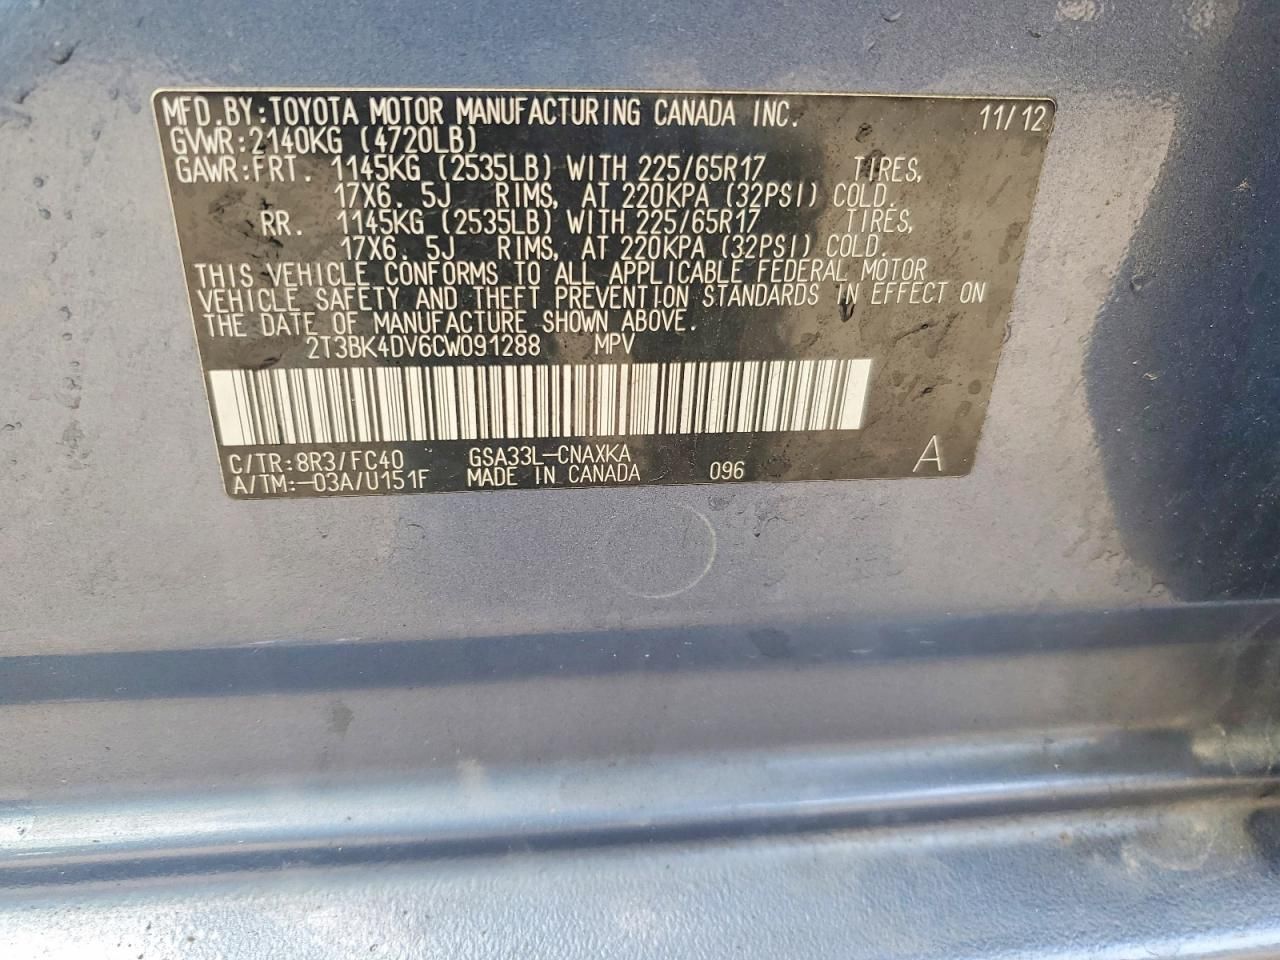 MFD.BY:TOYOTA MOTOR MANUFACTURING CANADA INC. 11/12
GVWR:2140KG (4720LB)
GAWR:FRT. 1145KG (2535LB) WITH 225/65R17 TIRES,
17X6.5J RIMS, AT 220KPA (32PSI) COLD.
RR. 1145KG (2535LB) WITH 225/65R17 TIRES,
17X6.5J RIMS, AT 220KPA (32PSI) COLD.
THIS VEHICLE CONFORMS TO ALL APPLICABLE FEDERAL MOTOR
VEHICLE SAFETY AND THEFT PREVENTION STANDARDS IN EFFECT ON
THE DATE OF MANUFACTURE SHOWN ABOVE.
2T3BK4DV6CW091288 MPV
C/TR:8R3/FC40 GSA33L-CNAXKA
A/TM:-03A/U151F MADE IN CANADA 096 A